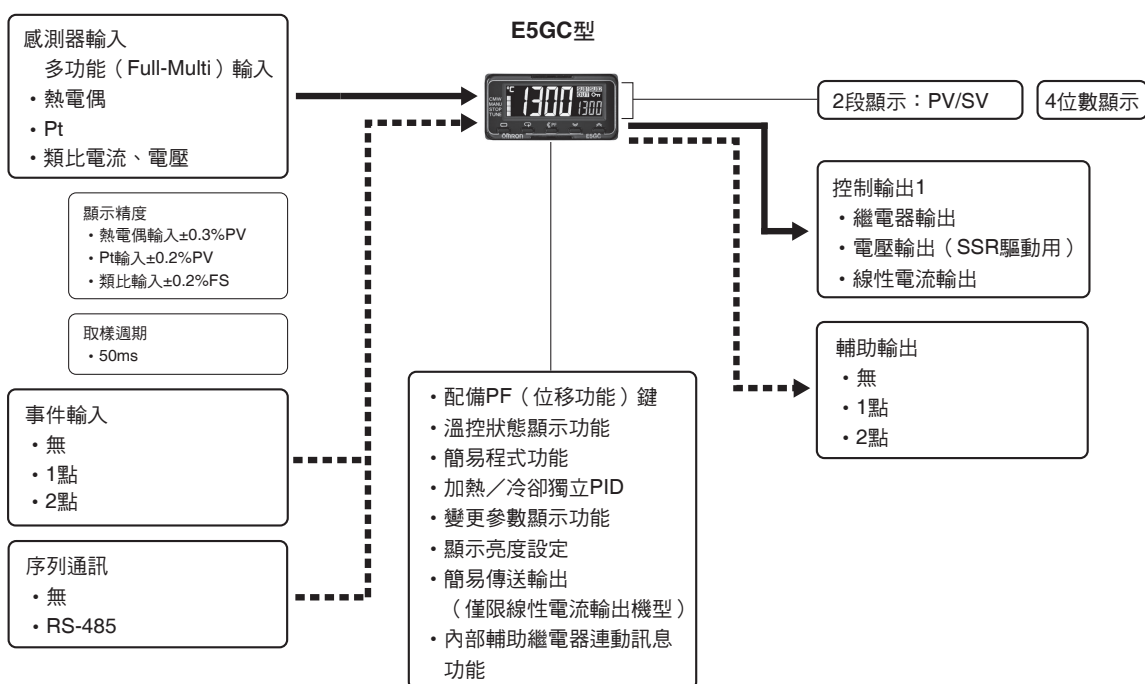 E5GC型
感測器輸入
多功能（Full-Multi）輸入
・熱電偶
・Pt
・類比電流、電壓
顯示精度
・熱電偶輸入±0.3%PV
・Pt輸入±0.2%PV
・類比輸入±0.2%FS
取樣週期
・50ms
事件輸入
・無
・1點
・2點
序列通訊
・無
・RS-485
°C
CMW
MANU
STOP
TUNE
1300
1300
OMRON
E5GC
2段顯示：PV/SV
4位數顯示
控制輸出1
・繼電器輸出
・電壓輸出（SSR驅動用）
・線性電流輸出
輔助輸出
・無
・1點
・2點
・配備PF（位移功能）鍵
・溫控狀態顯示功能
・簡易程式功能
・加熱／冷卻獨立PID
・變更參數顯示功能
・顯示亮度設定
・簡易傳送輸出
（僅限線性電流輸出機型）
・內部輔助繼電器連動訊息
功能